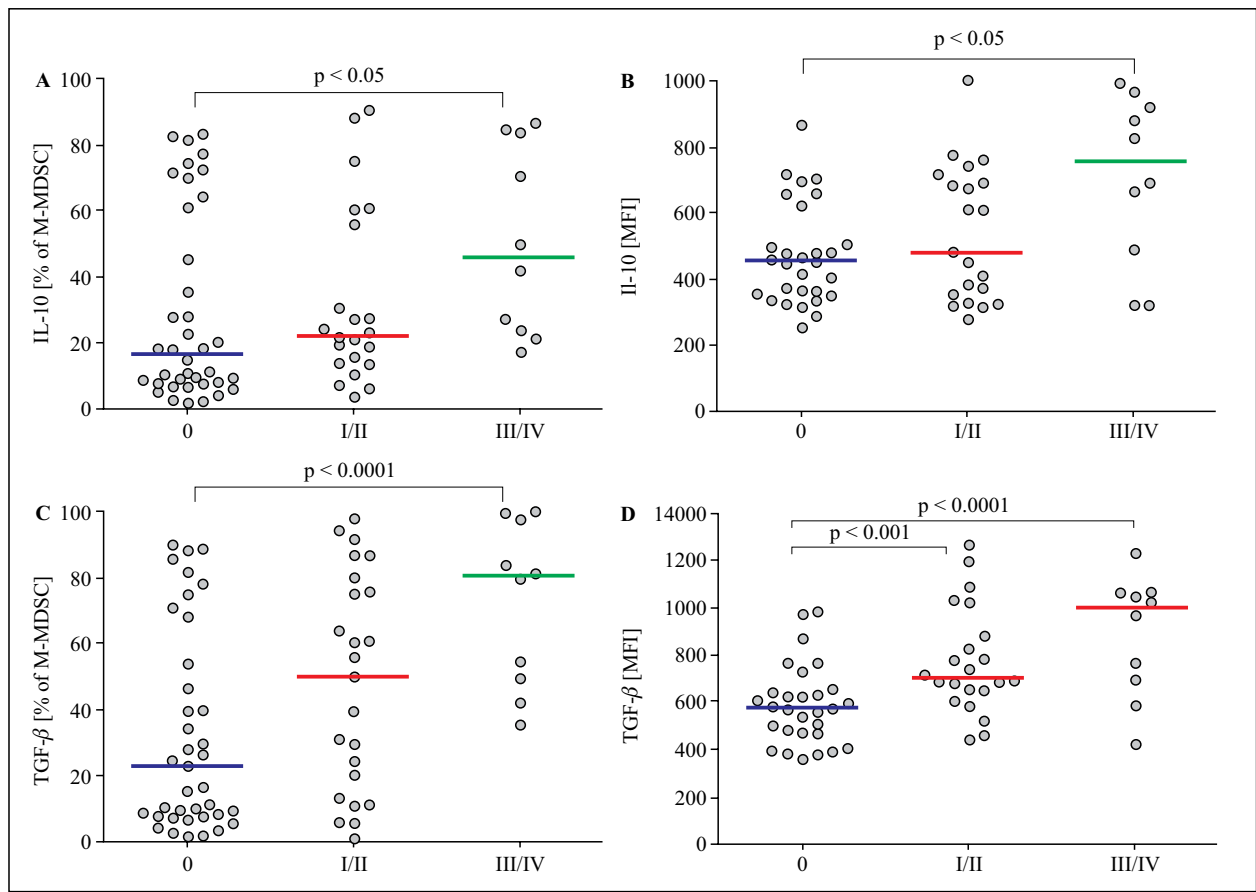 A
p < 0.05
IL-10 [% of M-MDSC]
100
80
60
40
20
0
0
I/II
III/IV
B
p < 0.05
Il-10 [MFI]
1000
800
600
400
200
0
0
I/II
III/IV
C
p < 0.0001
TGF-β [% of M-MDSC]
100
80
60
40
20
0
0
I/II
III/IV
D
p < 0.0001
p < 0.001
TGF-β [MFI]
14000
1200
1000
800
600
400
200
0
0
I/II
III/IV